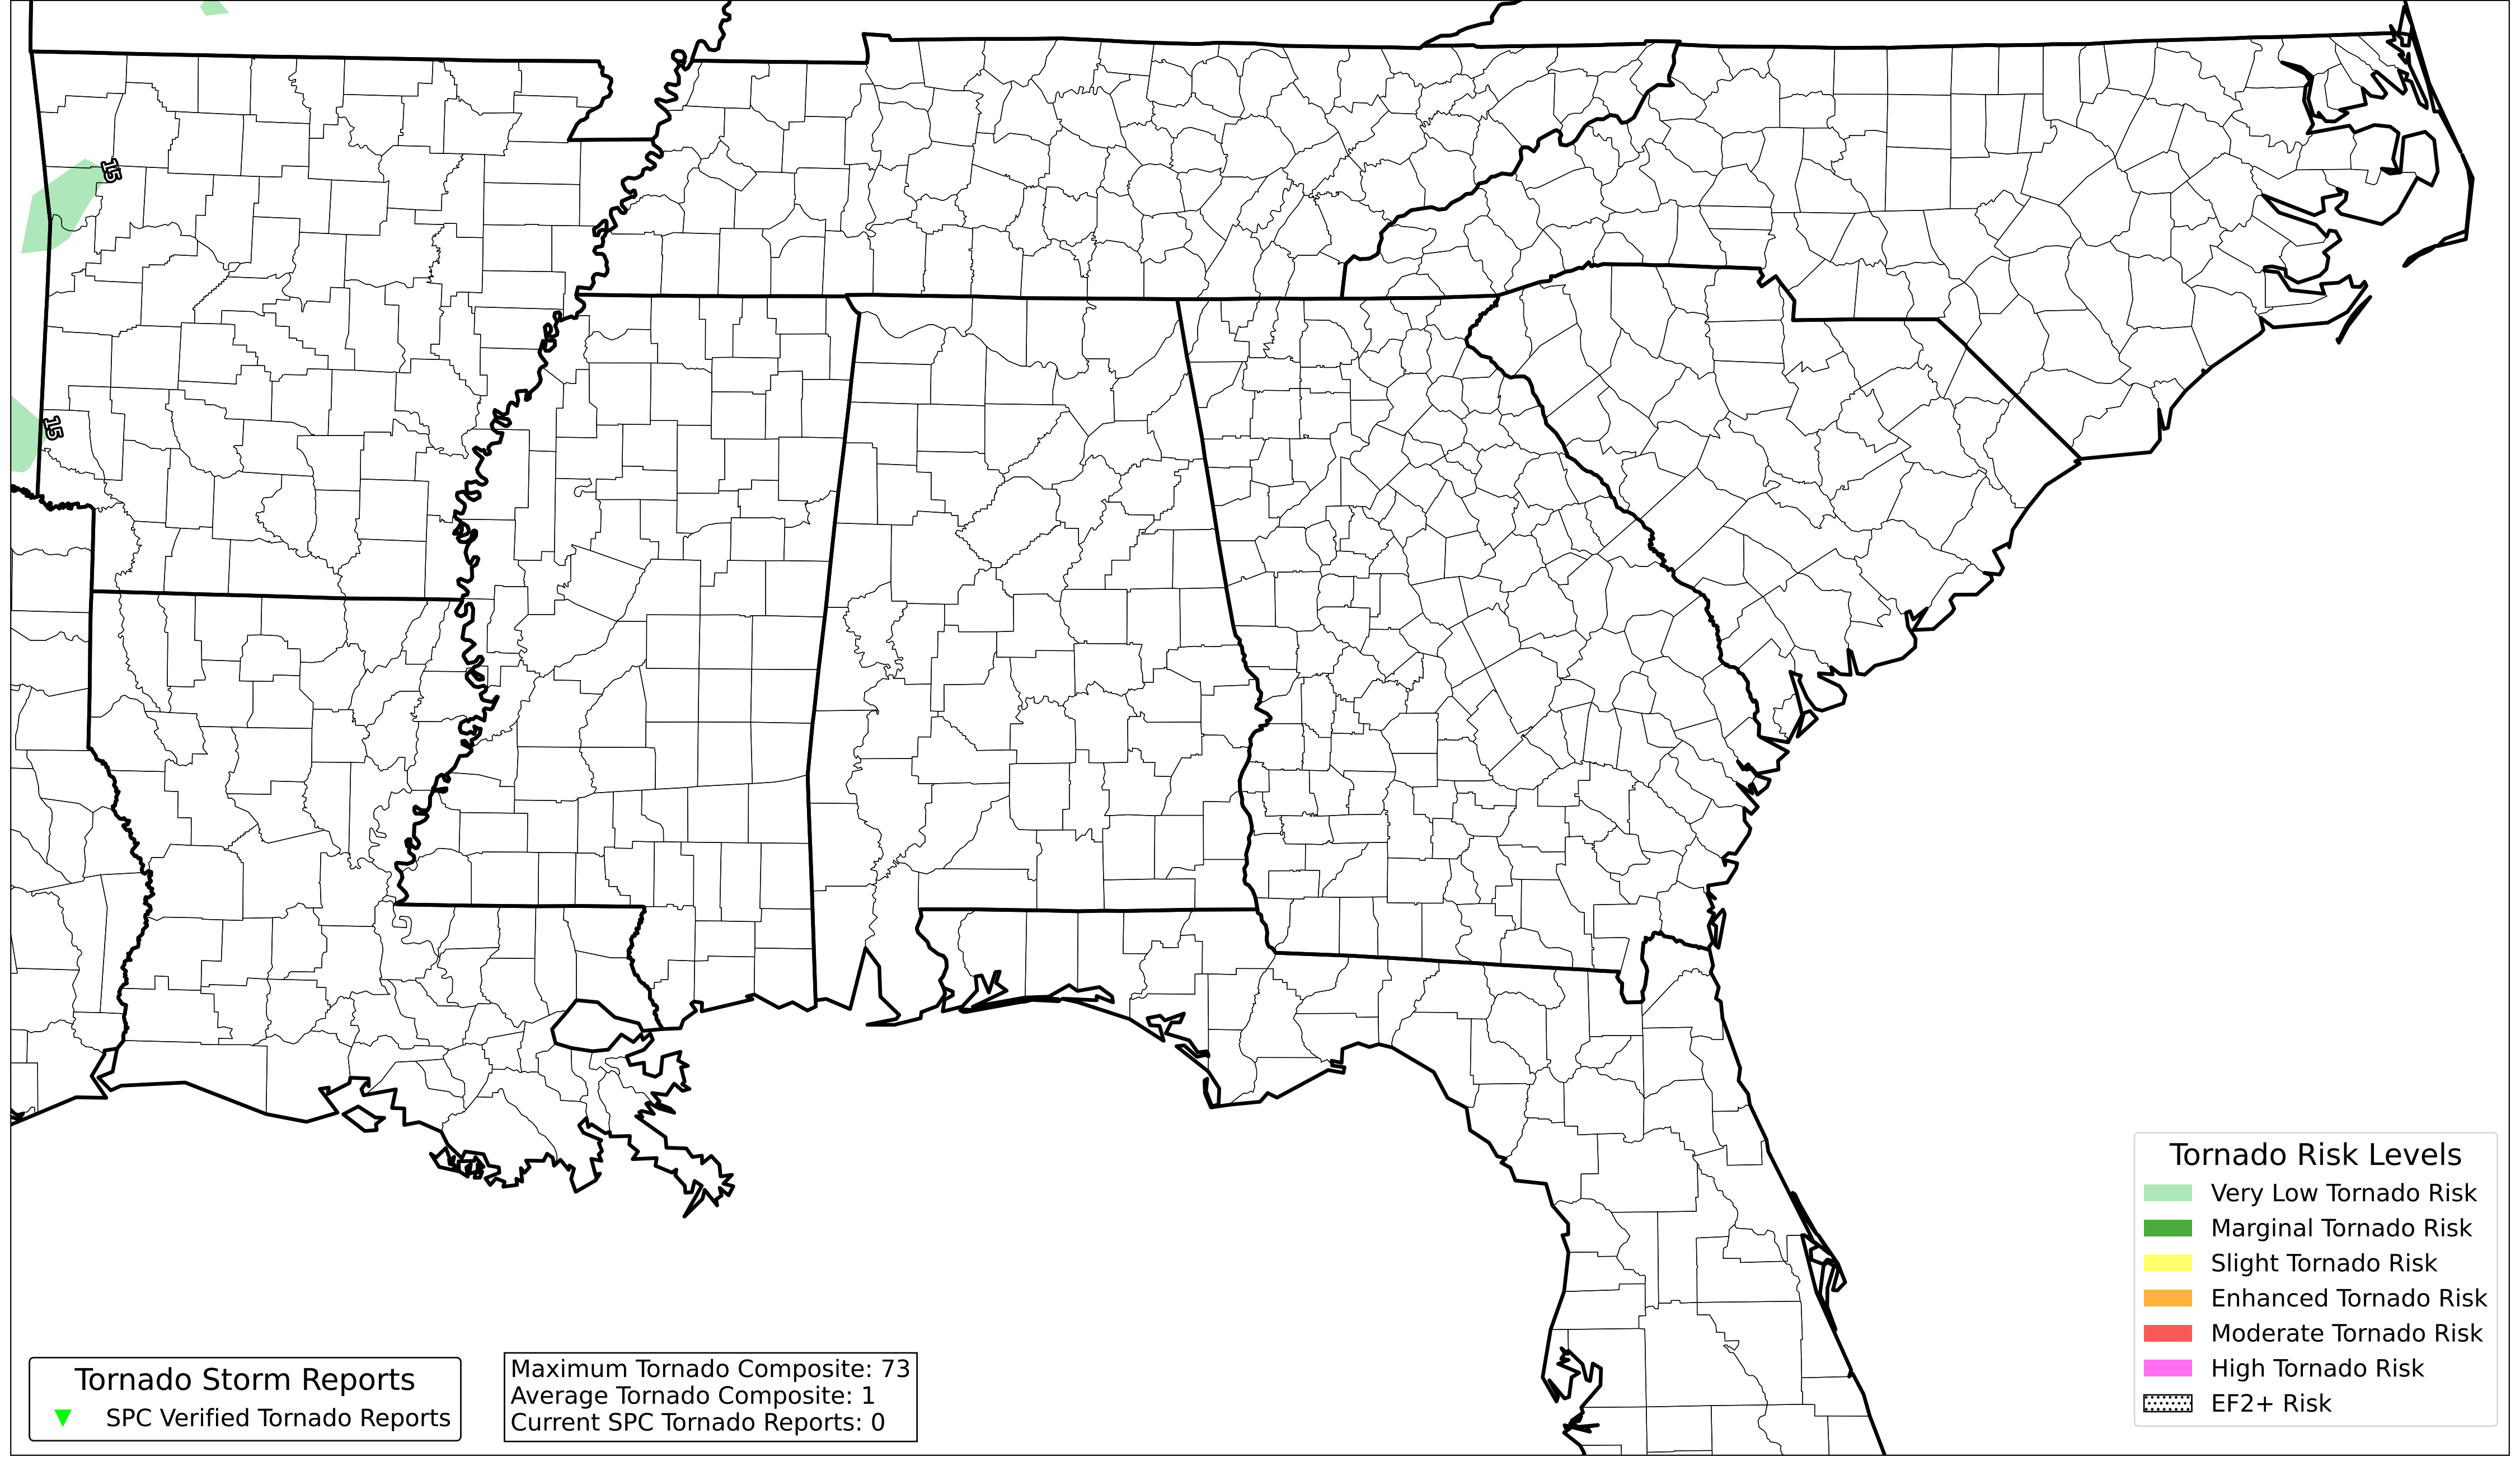 15
15
Tornado Risk Levels
Very Low Tornado Risk
Marginal Tornado Risk
Slight Tornado Risk
Enhanced Tornado Risk
Moderate Tornado Risk
High Tornado Risk
EF2+ Risk
Tornado Storm Reports
SPC Verified Tornado Reports
Maximum Tornado Composite: 73
Average Tornado Composite: 1
Current SPC Tornado Reports: 0